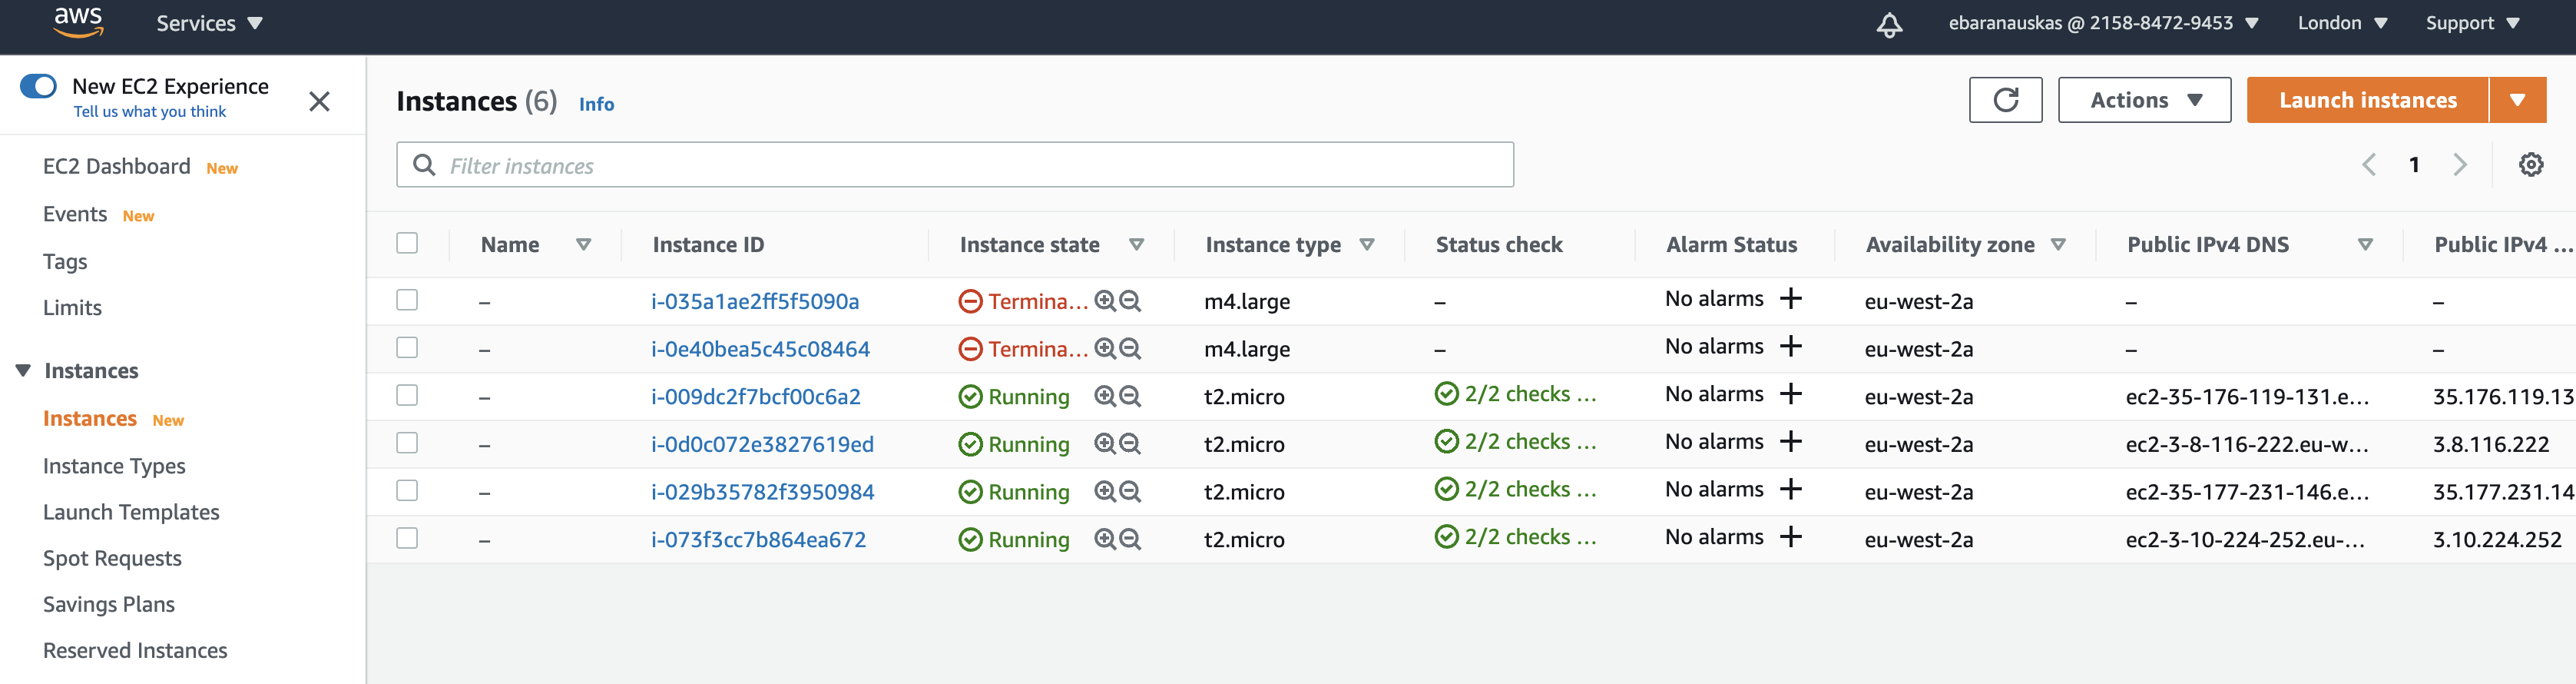 aws Services ebaranauskas @ 2158-8472-9453 London Support
New EC2 Experience
Tell us what you think
EC2 Dashboard New
Events New
Tags
Limits
Instances
Instances New
Instance Types
Launch Templates
Spot Requests
Savings Plans
Reserved Instances
Instances (6) Info
Actions Launch instances
Filter instances
1
Name Instance ID Instance state Instance type Status check Alarm Status Availability zone Public IPv4 DNS Public IPv4 ...
– i-035a1ae2ff5f5090a Termina... m4.large – No alarms + eu-west-2a – –
– i-0e40bea5c45c08464 Termina... m4.large – No alarms + eu-west-2a – –
– i-009dc2f7bcf00c6a2 Running t2.micro 2/2 checks ... No alarms + eu-west-2a ec2-35-176-119-131.e... 35.176.119.13
– i-0d0c072e3827619ed Running t2.micro 2/2 checks ... No alarms + eu-west-2a ec2-3-8-116-222.eu-w... 3.8.116.222
– i-029b35782f3950984 Running t2.micro 2/2 checks ... No alarms + eu-west-2a ec2-35-177-231-146.e... 35.177.231.14
– i-073f3cc7b864ea672 Running t2.micro 2/2 checks ... No alarms + eu-west-2a ec2-3-10-224-252.eu-... 3.10.224.252